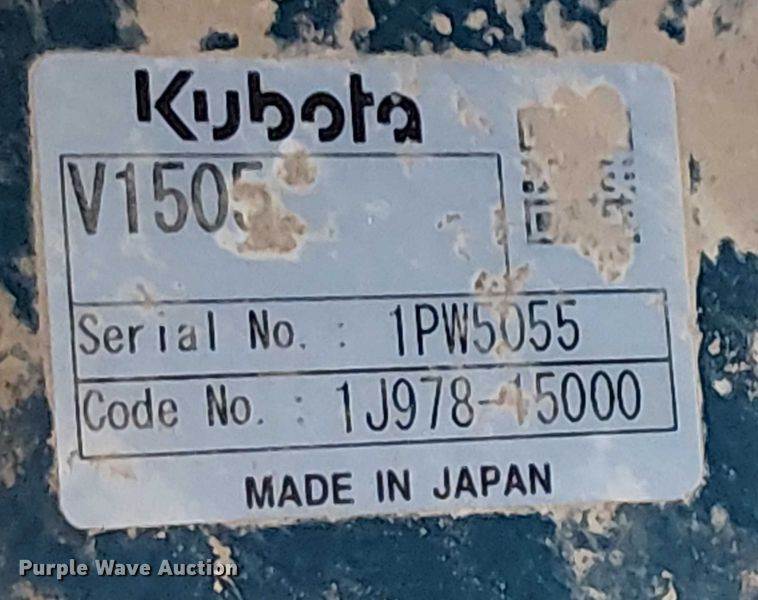 Kubota
V1505
Serial No. : 1PW5055
Code No. : 1J978-15000
MADE IN JAPAN
Purple Wave Auction